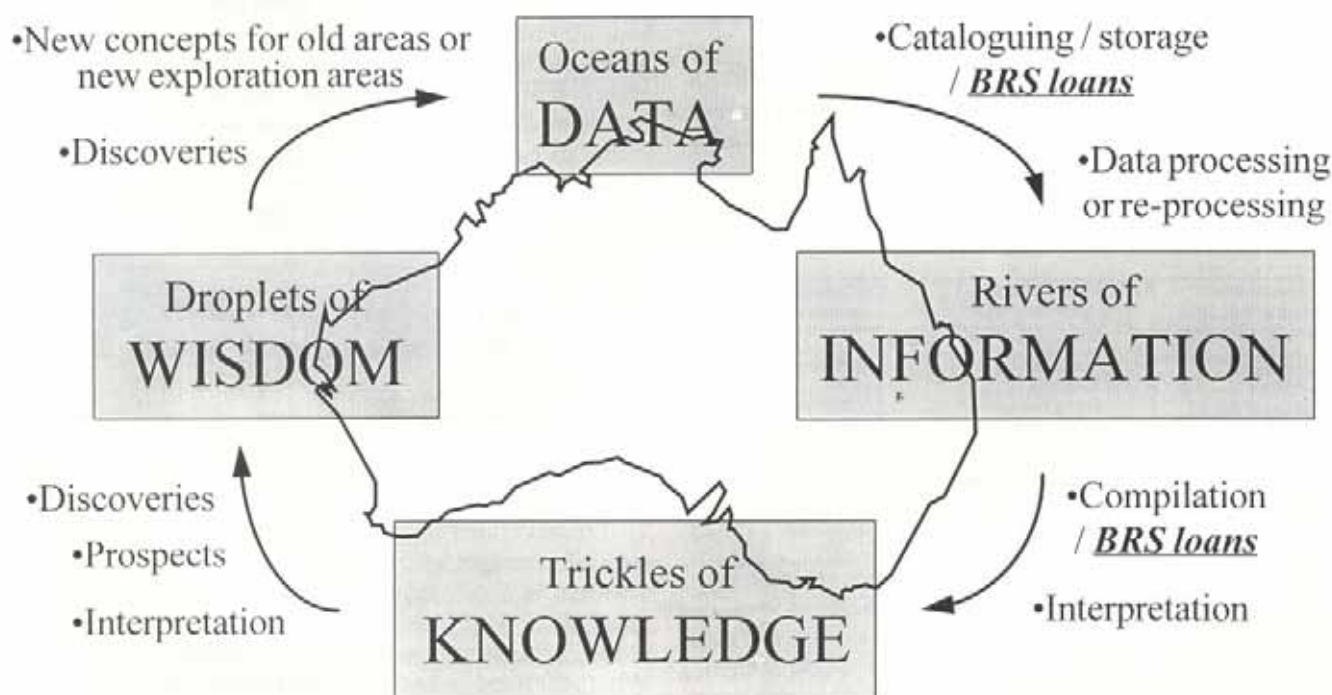 •New concepts for old areas or
new exploration areas
•Discoveries
Oceans of
DATA
•Cataloguing / storage
/ BRS loans
•Data processing
or re-processing
Rivers of
INFORMATION
•Compilation
/ BRS loans
•Interpretation
Trickles of
KNOWLEDGE
•Discoveries
•Prospects
•Interpretation
Droplets of
WISDOM